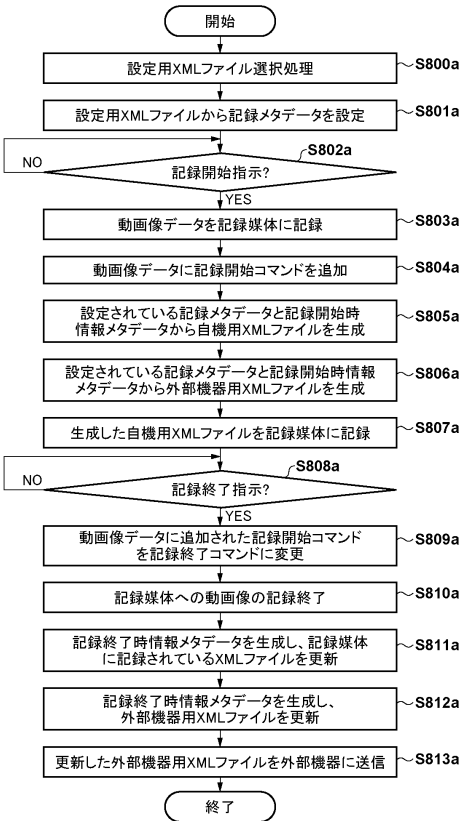 開始
設定用XMLファイル選択処理
S800a
設定用XMLファイルから記録メタデータを設定
S801a
S802a
記録開始指示?
NO
YES
動画像データを記録媒体に記録
S803a
動画像データに記録開始コマンドを追加
S804a
設定されている記録メタデータと記録開始時
情報メタデータから自機用XMLファイルを生成
S805a
設定されている記録メタデータと記録開始時情報
メタデータから外部機器用XMLファイルを生成
S806a
生成した自機用XMLファイルを記録媒体に記録
S807a
S808a
記録終了指示?
NO
YES
動画像データに追加された記録開始コマンド
を記録終了コマンドに変更
S809a
記録媒体への動画像の記録終了
S810a
記録終了時情報メタデータを生成し、記録媒体
に記録されているXMLファイルを更新
S811a
記録終了時情報メタデータを生成し、
外部機器用XMLファイルを更新
S812a
更新した外部機器用XMLファイルを外部機器に送信
S813a
終了